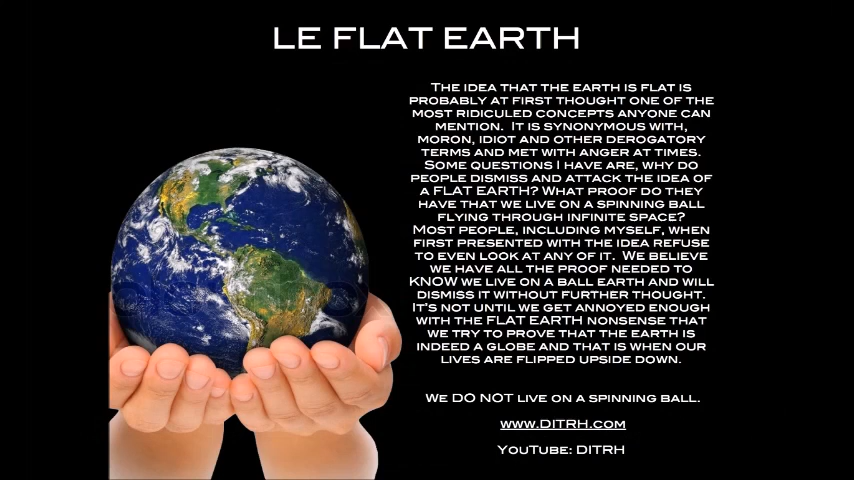 LE FLAT EARTH
THE IDEA THAT THE EARTH IS FLAT IS
PROBABLY AT FIRST THOUGHT ONE OF THE
MOST RIDICULED CONCEPTS ANYONE CAN
MENTION. IT IS SYNONYMOUS WITH,
MORON, IDIOT AND OTHER DEROGATORY
TERMS AND MET WITH ANGER AT TIMES.
SOME QUESTIONS I HAVE ARE, WHY DO
PEOPLE DISMISS AND ATTACK THE IDEA OF
A FLAT EARTH? WHAT PROOF DO THEY
HAVE THAT WE LIVE ON A SPINNING BALL
FLYING THROUGH INFINITE SPACE?
MOST PEOPLE, INCLUDING MYSELF, WHEN
FIRST PRESENTED WITH THE IDEA REFUSE
TO EVEN LOOK AT ANY OF IT. WE BELIEVE
WE HAVE ALL THE PROOF NEEDED TO
KNOW WE LIVE ON A BALL EARTH AND WILL
DISMISS IT WITHOUT FURTHER THOUGHT.
IT'S NOT UNTIL WE GET ANNOYED ENOUGH
WITH THE FLAT EARTH NONSENSE THAT
WE TRY TO PROVE THAT THE EARTH IS
INDEED A GLOBE AND THAT IS WHEN OUR
LIVES ARE FLIPPED UPSIDE DOWN.
WE DO NOT LIVE ON A SPINNING BALL.
WWW.DITRH.COM
YOUTUBE: DITRH